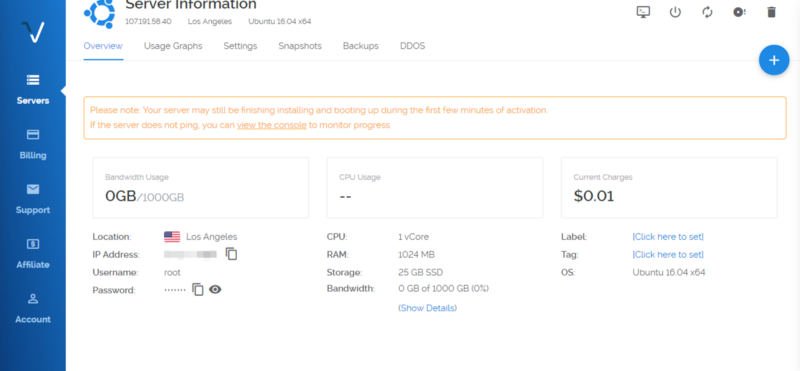 Server Information
107.191.58.40 Los Angeles Ubuntu 16.04 x64
Overview Usage Graphs Settings Snapshots Backups DDOS
Servers
Billing
Support
Affiliate
Account
Please note: Your server may still be finishing installing and booting up during the first few minutes of activation.
If the server does not ping, you can view the console to monitor progress.
Bandwidth Usage
0GB/1000GB
CPU Usage
--
Current Charges
$0.01
Location: Los Angeles
IP Address:
Username: root
Password: •••••••
CPU: 1 vCore
RAM: 1024 MB
Storage: 25 GB SSD
Bandwidth: 0 GB of 1000 GB (0%)
(Show Details)
Label: [Click here to set]
Tag: [Click here to set]
OS: Ubuntu 16.04 x64